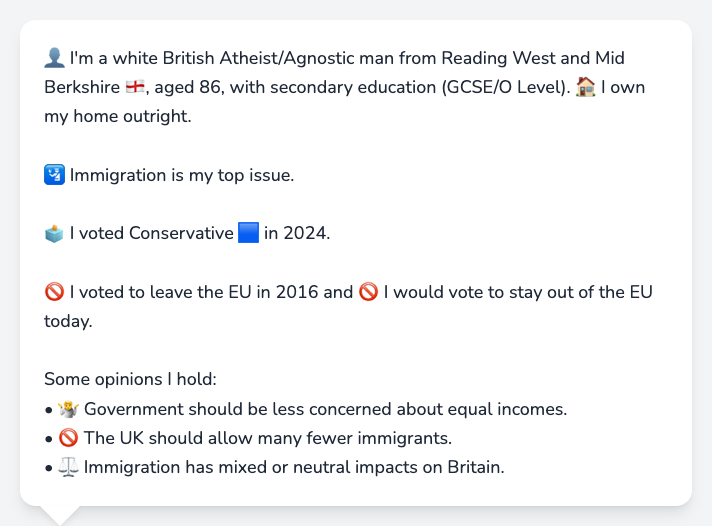 👤 I'm a white British Atheist/Agnostic man from Reading West and Mid
Berkshire 🏴󠁧󠁢󠁥󠁮󠁧󠁿, aged 86, with secondary education (GCSE/O Level). 🏠 I own
my home outright.
🛂 Immigration is my top issue.
🗳️ I voted Conservative 🟦 in 2024.
🚫 I voted to leave the EU in 2016 and 🚫 I would vote to stay out of the EU
today.
Some opinions I hold:
• 🤷 Government should be less concerned about equal incomes.
• 🚫 The UK should allow many fewer immigrants.
• ⚖️ Immigration has mixed or neutral impacts on Britain.